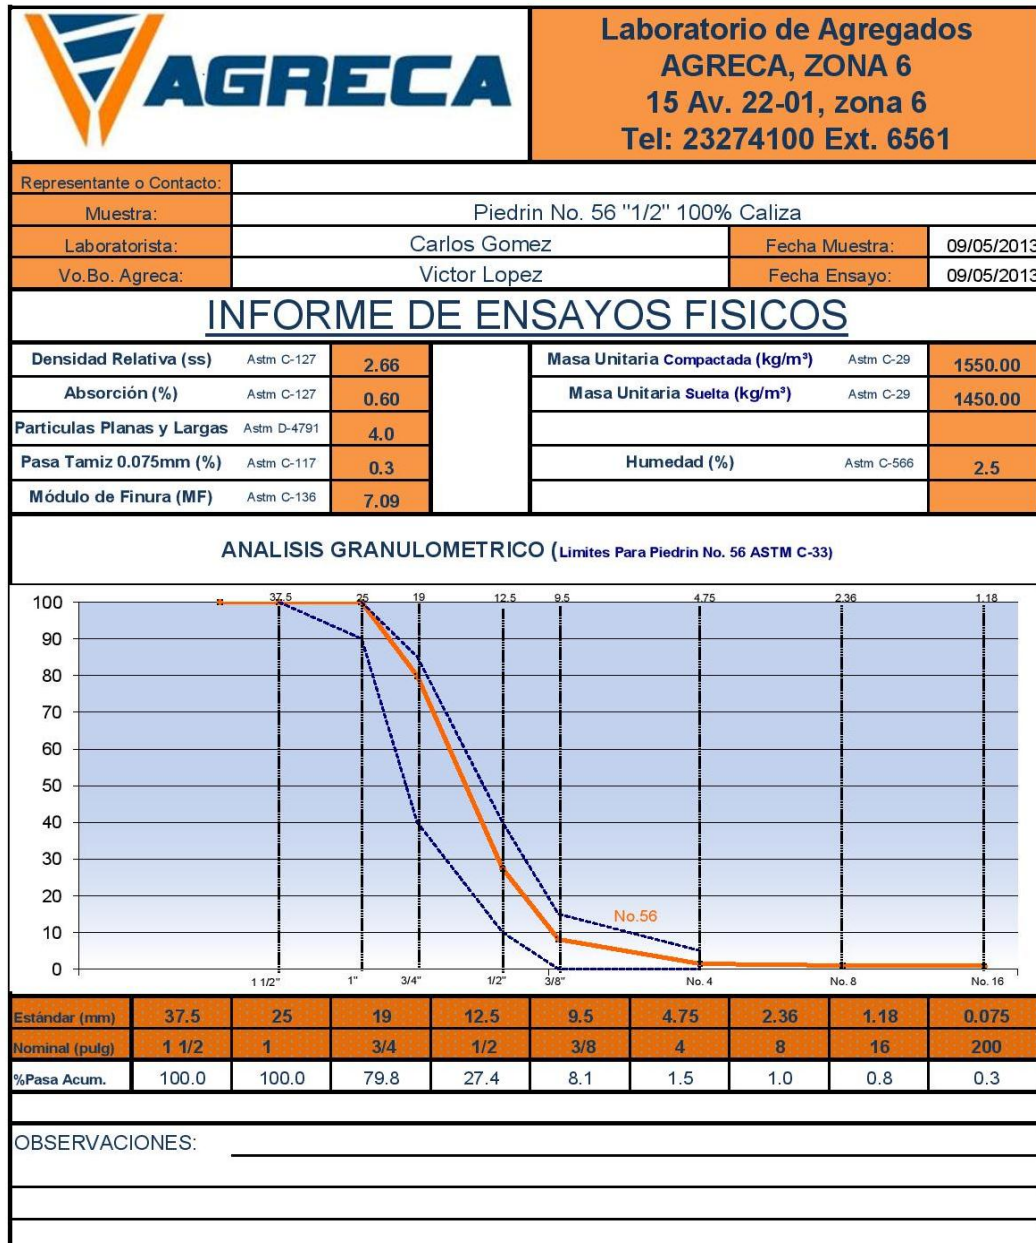 AGRECA
Laboratorio de Agregados
AGRECA, ZONA 6
15 Av. 22-01, zona 6
Tel: 23274100 Ext. 6561
Representante o Contacto:
Muestra: Piedrin No. 56 "1/2" 100% Caliza
Laboratorista: Carlos Gomez Fecha Muestra: 09/05/2013
Vo.Bo. Agreca: Victor Lopez Fecha Ensayo: 09/05/2013
INFORME DE ENSAYOS FISICOS
Densidad Relativa (ss) Astm C-127 2.66 Masa Unitaria Compactada (kg/m³) Astm C-29 1550.00
Absorción (%) Astm C-127 0.60 Masa Unitaria Suelta (kg/m³) Astm C-29 1450.00
Particulas Planas y Largas Astm D-4791 4.0
Pasa Tamiz 0.075mm (%) Astm C-117 0.3 Humedad (%) Astm C-566 2.5
Módulo de Finura (MF) Astm C-136 7.09
ANALISIS GRANULOMETRICO (Limites Para Piedrin No. 56 ASTM C-33)
37.5 25 19 12.5 9.5 4.75 2.36 1.18
100
90
80
70
60
50
40
30
20
No.56
10
0
1 1/2" 1" 3/4" 1/2" 3/8" No. 4 No. 8 No. 16
Estándar (mm) 37.5 25 19 12.5 9.5 4.75 2.36 1.18 0.075
Nominal (pulg) 1 1/2 1 3/4 1/2 3/8 4 8 16 200
%Pasa Acum. 100.0 100.0 79.8 27.4 8.1 1.5 1.0 0.8 0.3
OBSERVACIONES: